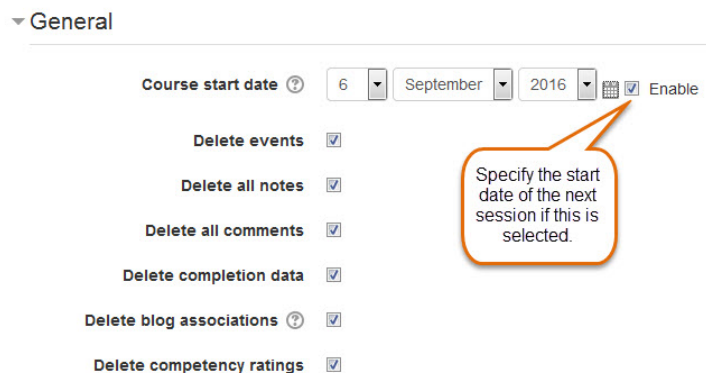 General
Course start date 6 September 2016 Enable
Delete events
Delete all notes
Delete all comments
Delete completion data
Delete blog associations
Delete competency ratings
Specify the start
date of the next
session if this is
selected.